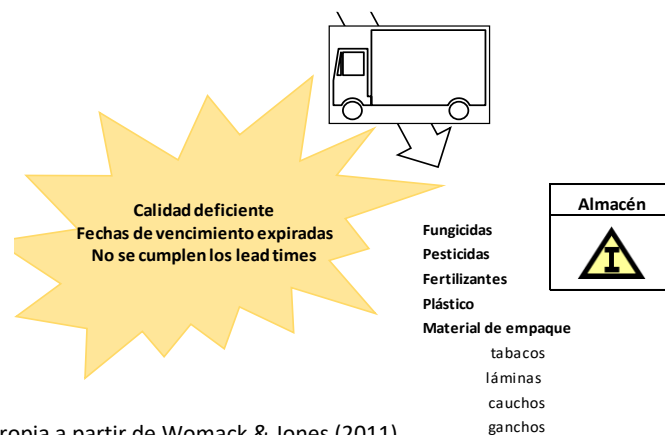 Calidad deficiente
Fechas de vencimiento expiradas
No se cumplen los lead times
Almacén
I
Fungicidas
Pesticidas
Fertilizantes
Plástico
Material de empaque
tabacos
láminas
cauchos
ganchos
ropia a partir de Womack & Jones (2011)